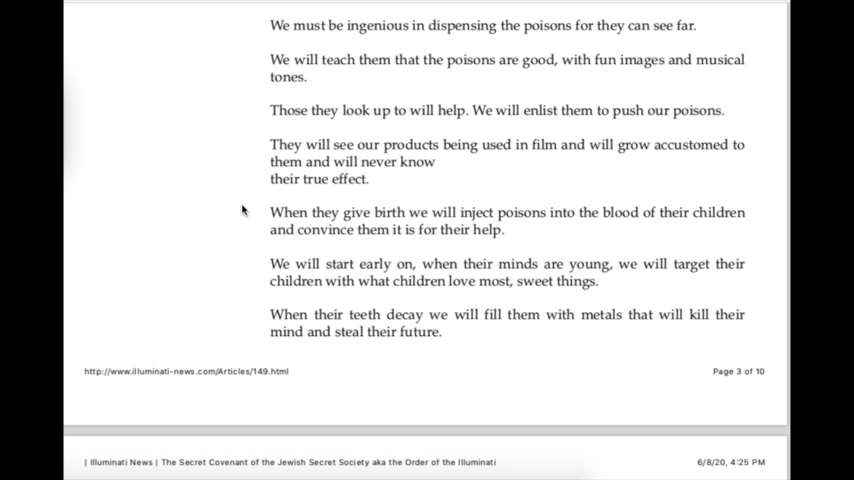 We must be ingenious in dispensing the poisons for they can see far.
We will teach them that the poisons are good, with fun images and musical
tones.
Those they look up to will help. We will enlist them to push our poisons.
They will see our products being used in film and will grow accustomed to
them and will never know
their true effect.
When they give birth we will inject poisons into the blood of their children
and convince them it is for their help.
We will start early on, when their minds are young, we will target their
children with what children love most, sweet things.
When their teeth decay we will fill them with metals that will kill their
mind and steal their future.
http://www.illuminati-news.com/Articles/149.html Page 3 of 10
| Illuminati News | The Secret Covenant of the Jewish Secret Society aka the Order of the Illuminati 6/8/20, 4:25 PM